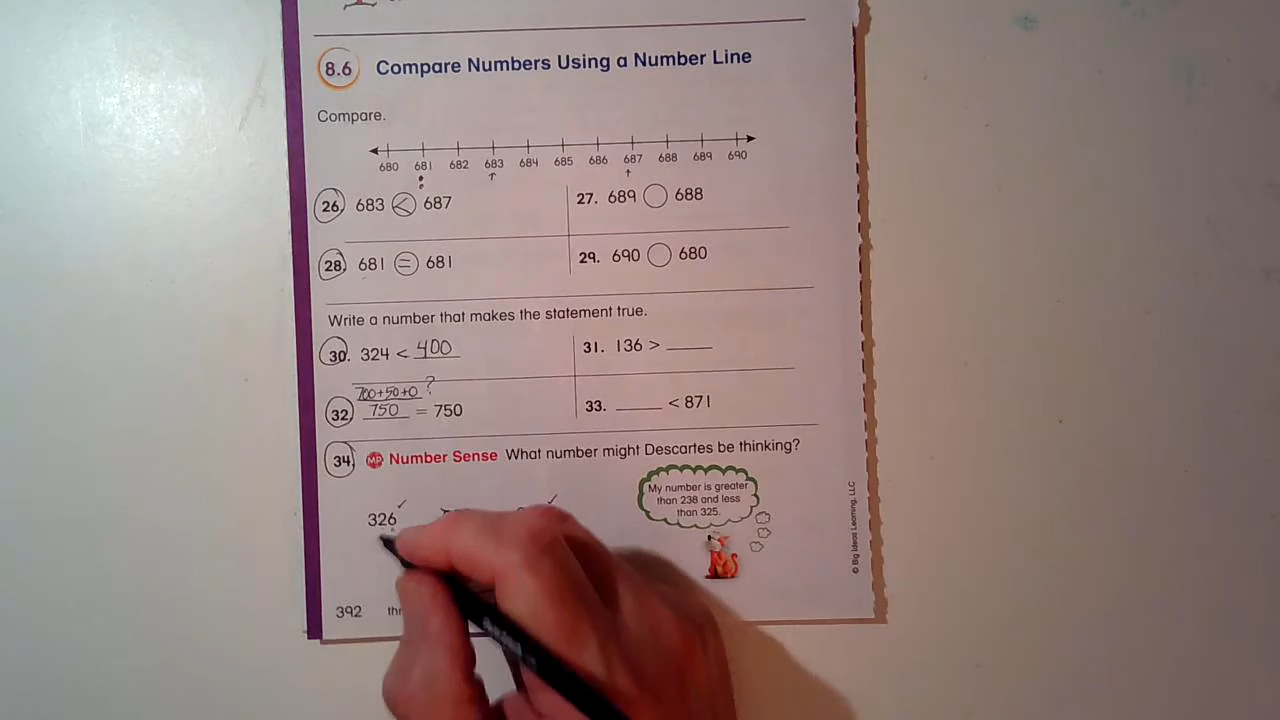 8.6 Compare Numbers Using a Number Line
Compare.
680 681 682 683 684 685 686 687 688 689 690
26. 683 < 687
27. 689 688
28. 681 = 681
29. 690 680
Write a number that makes the statement true.
30. 324 < 400
31. 136 >
700+50+0 ?
32. 750 = 750
33. < 871
34. MP Number Sense What number might Descartes be thinking?
My number is greater
than 238 and less
than 325.
326
392
© Big Ideas Learning, LLC